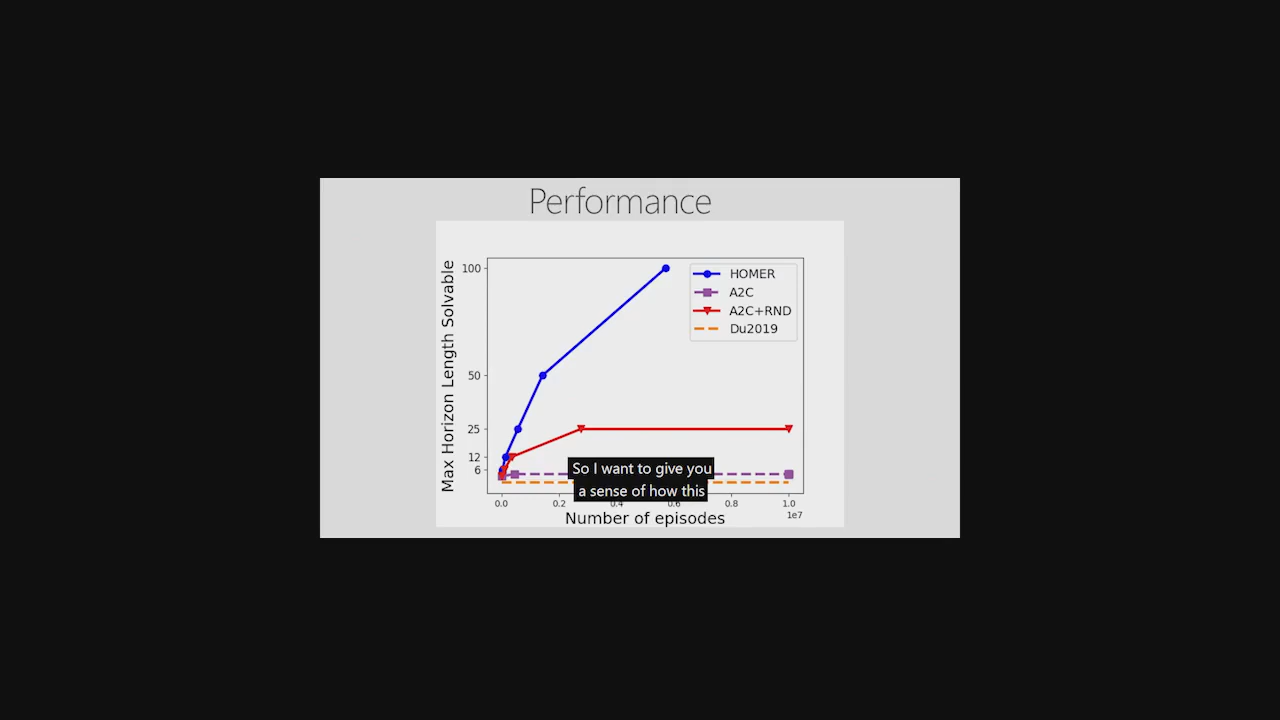 Performance
Max Horizon Length Solvable
100
50
25
12
6
HOMER
A2C
A2C+RND
Du2019
So I want to give you
a sense of how this
0.0 0.2 0.4 0.6 0.8 1.0
1e7
Number of episodes